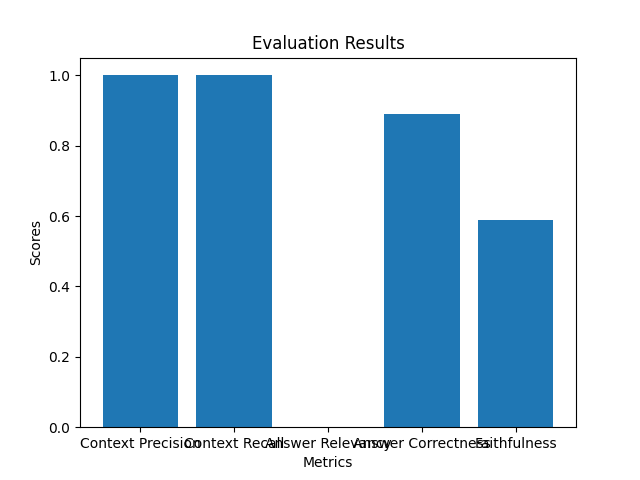 Evaluation Results
1.0
0.8
0.6
0.4
0.2
0.0
Scores
Context Precision
Context Recall
Answer Relevancy
Answer Correctness
Faithfulness
Metrics